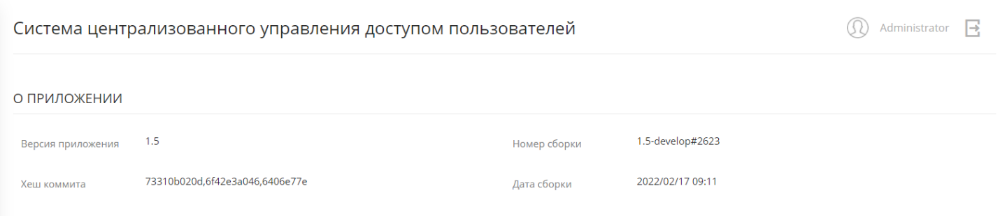 Система централизованного управления доступом пользователей
Administrator
О ПРИЛОЖЕНИИ
Версия приложения 1.5
Номер сборки 1.5-develop#2623
Хеш коммита 73310b020d,6f42e3a046,6406e77e
Дата сборки 2022/02/17 09:11